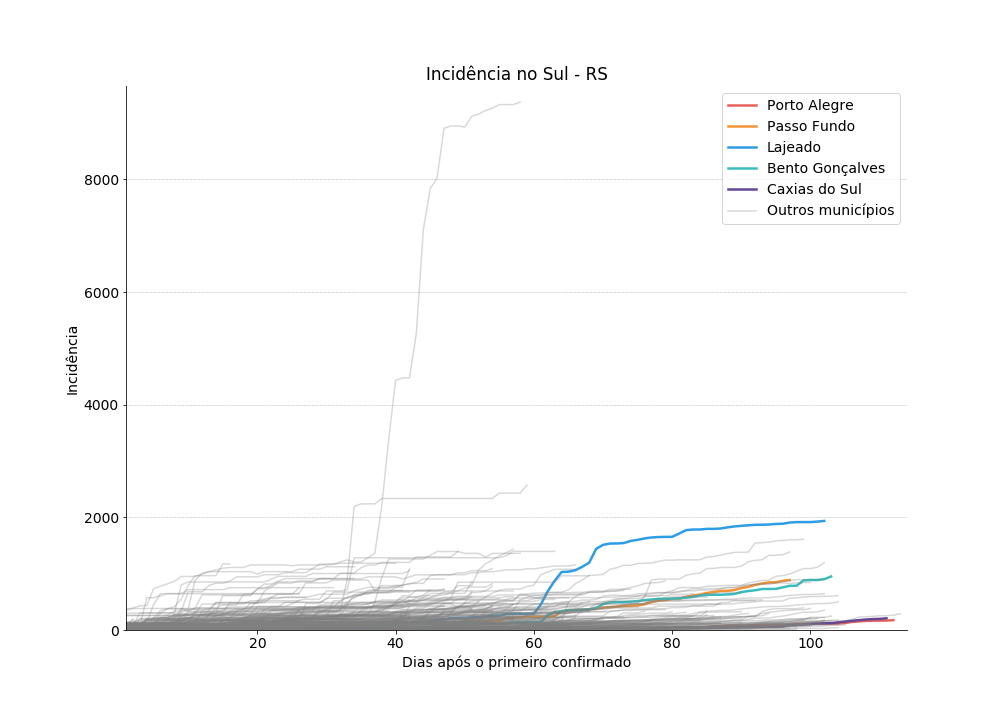 Incidência no Sul - RS
Porto Alegre
Passo Fundo
Lajeado
Bento Gonçalves
Caxias do Sul
Outros municípios
8000
6000
4000
2000
0
Incidência
20
40
60
80
100
Dias após o primeiro confirmado